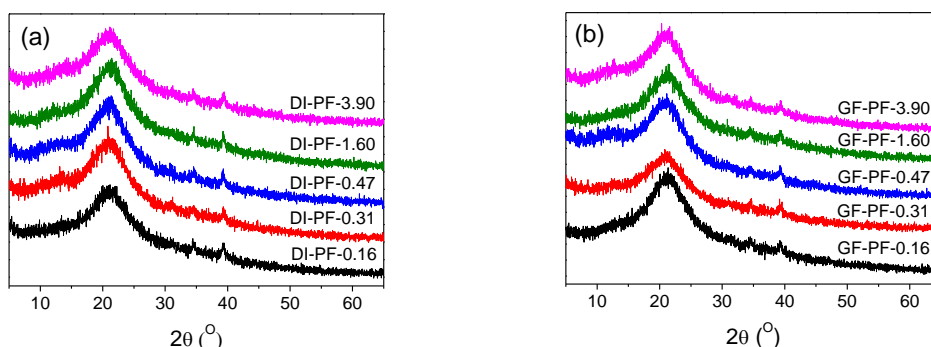 (a)
DI-PF-3.90
DI-PF-1.60
DI-PF-0.47
DI-PF-0.31
DI-PF-0.16
10 20 30 40 50 60
2θ (O)
(b)
GF-PF-3.90
GF-PF-1.60
GF-PF-0.47
GF-PF-0.31
GF-PF-0.16
10 20 30 40 50 60
2θ (O)